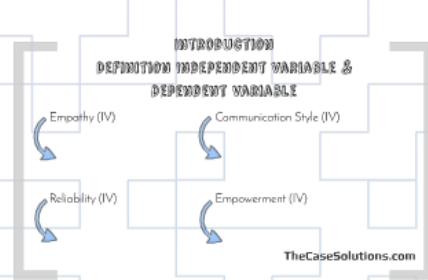 INTRODUCTION
DEFINITION INDEPENDENT VARIABLE &
DEPENDENT VARIABLE
Empathy (IV)
Communication Style (IV)
Reliability (IV)
Empowerment (IV)
TheCaseSolutions.com